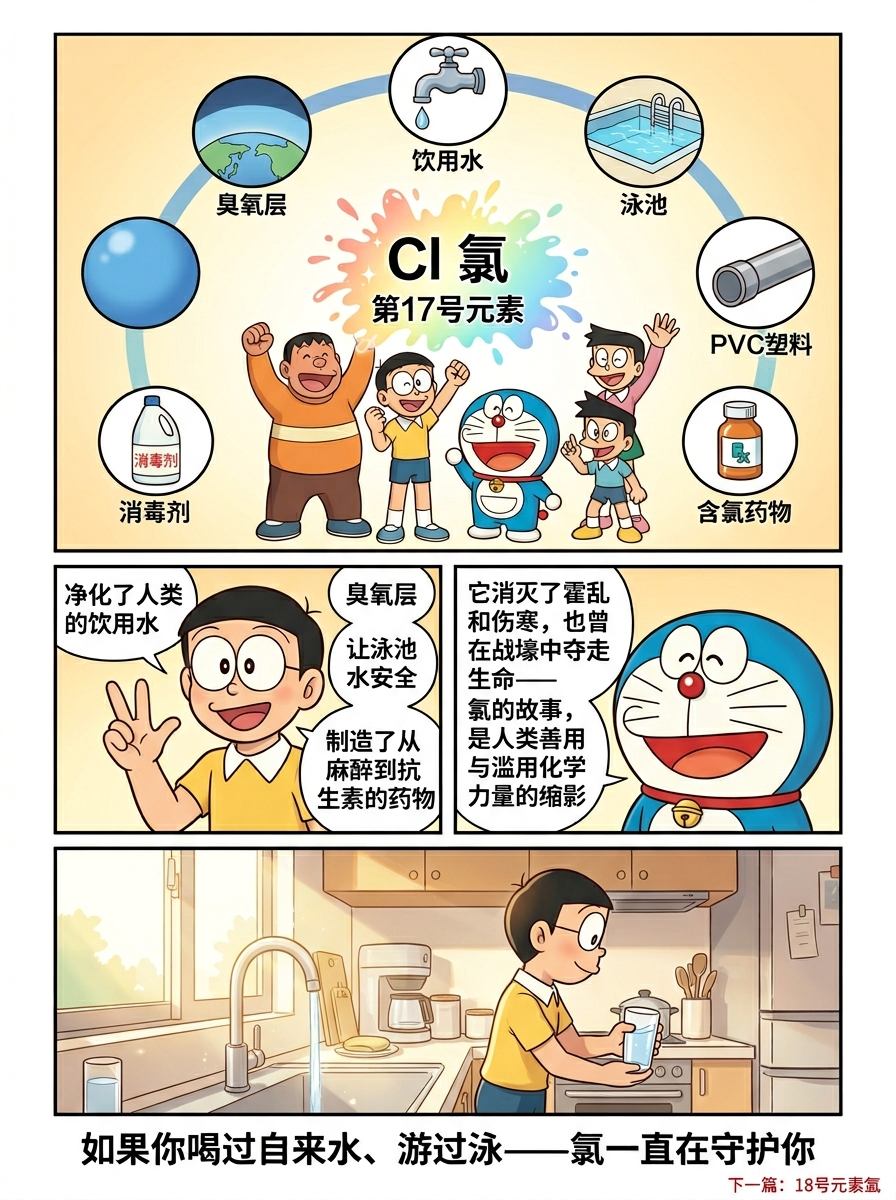 饮用水
臭氧层
泳池
Cl 氯
第17号元素
PVC塑料
消毒剂
消毒剂
含氯药物
净化了人类
的饮用水
臭氧层
让泳池
水安全
制造了从
麻醉到抗
生素的药物
它消灭了霍乱
和伤寒，也曾
在战壕中夺走
生命——
氯的故事，
是人类善用
与滥用化学
力量的缩影
如果你喝过自来水、游过泳——氯一直在守护你
下一篇：18号元素氩